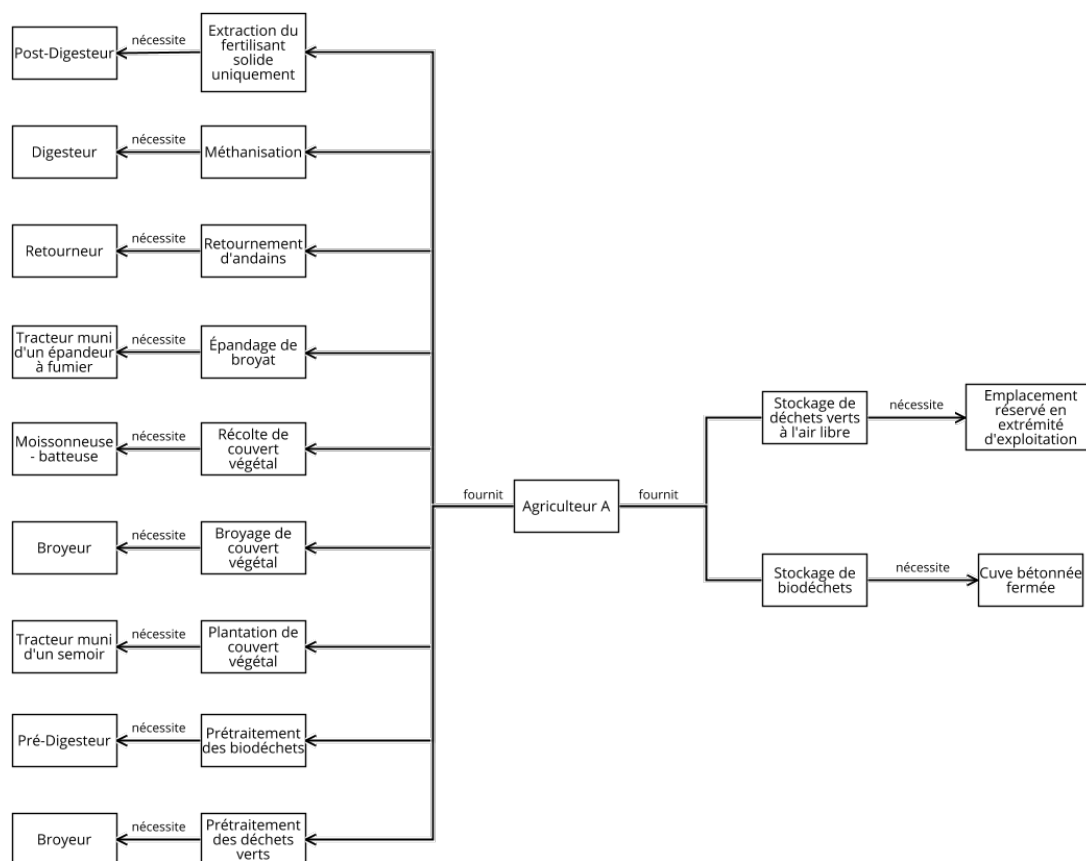 Post-Digesteur
nécessite
Extraction du
fertilisant
solide
uniquement
Digesteur
nécessite
Méthanisation
Retourneur
nécessite
Retournement
d'andains
Tracteur muni
d'un épandeur
à fumier
nécessite
Épandage de
broyat
Moissonneuse
- batteuse
nécessite
Récolte de
couvert
végétal
Broyeur
nécessite
Broyage de
couvert
végétal
Tracteur muni
d'un semoir
nécessite
Plantation de
couvert
végétal
Pré-Digesteur
nécessite
Prétraitement
des biodéchets
Broyeur
nécessite
Prétraitement
des déchets
verts
fournit
Agriculteur A
fournit
Stockage de
déchets verts
à l'air libre
nécessite
Emplacement
réservé en
extrémité
d'exploitation
Stockage de
biodéchets
nécessite
Cuve bétonnée
fermée